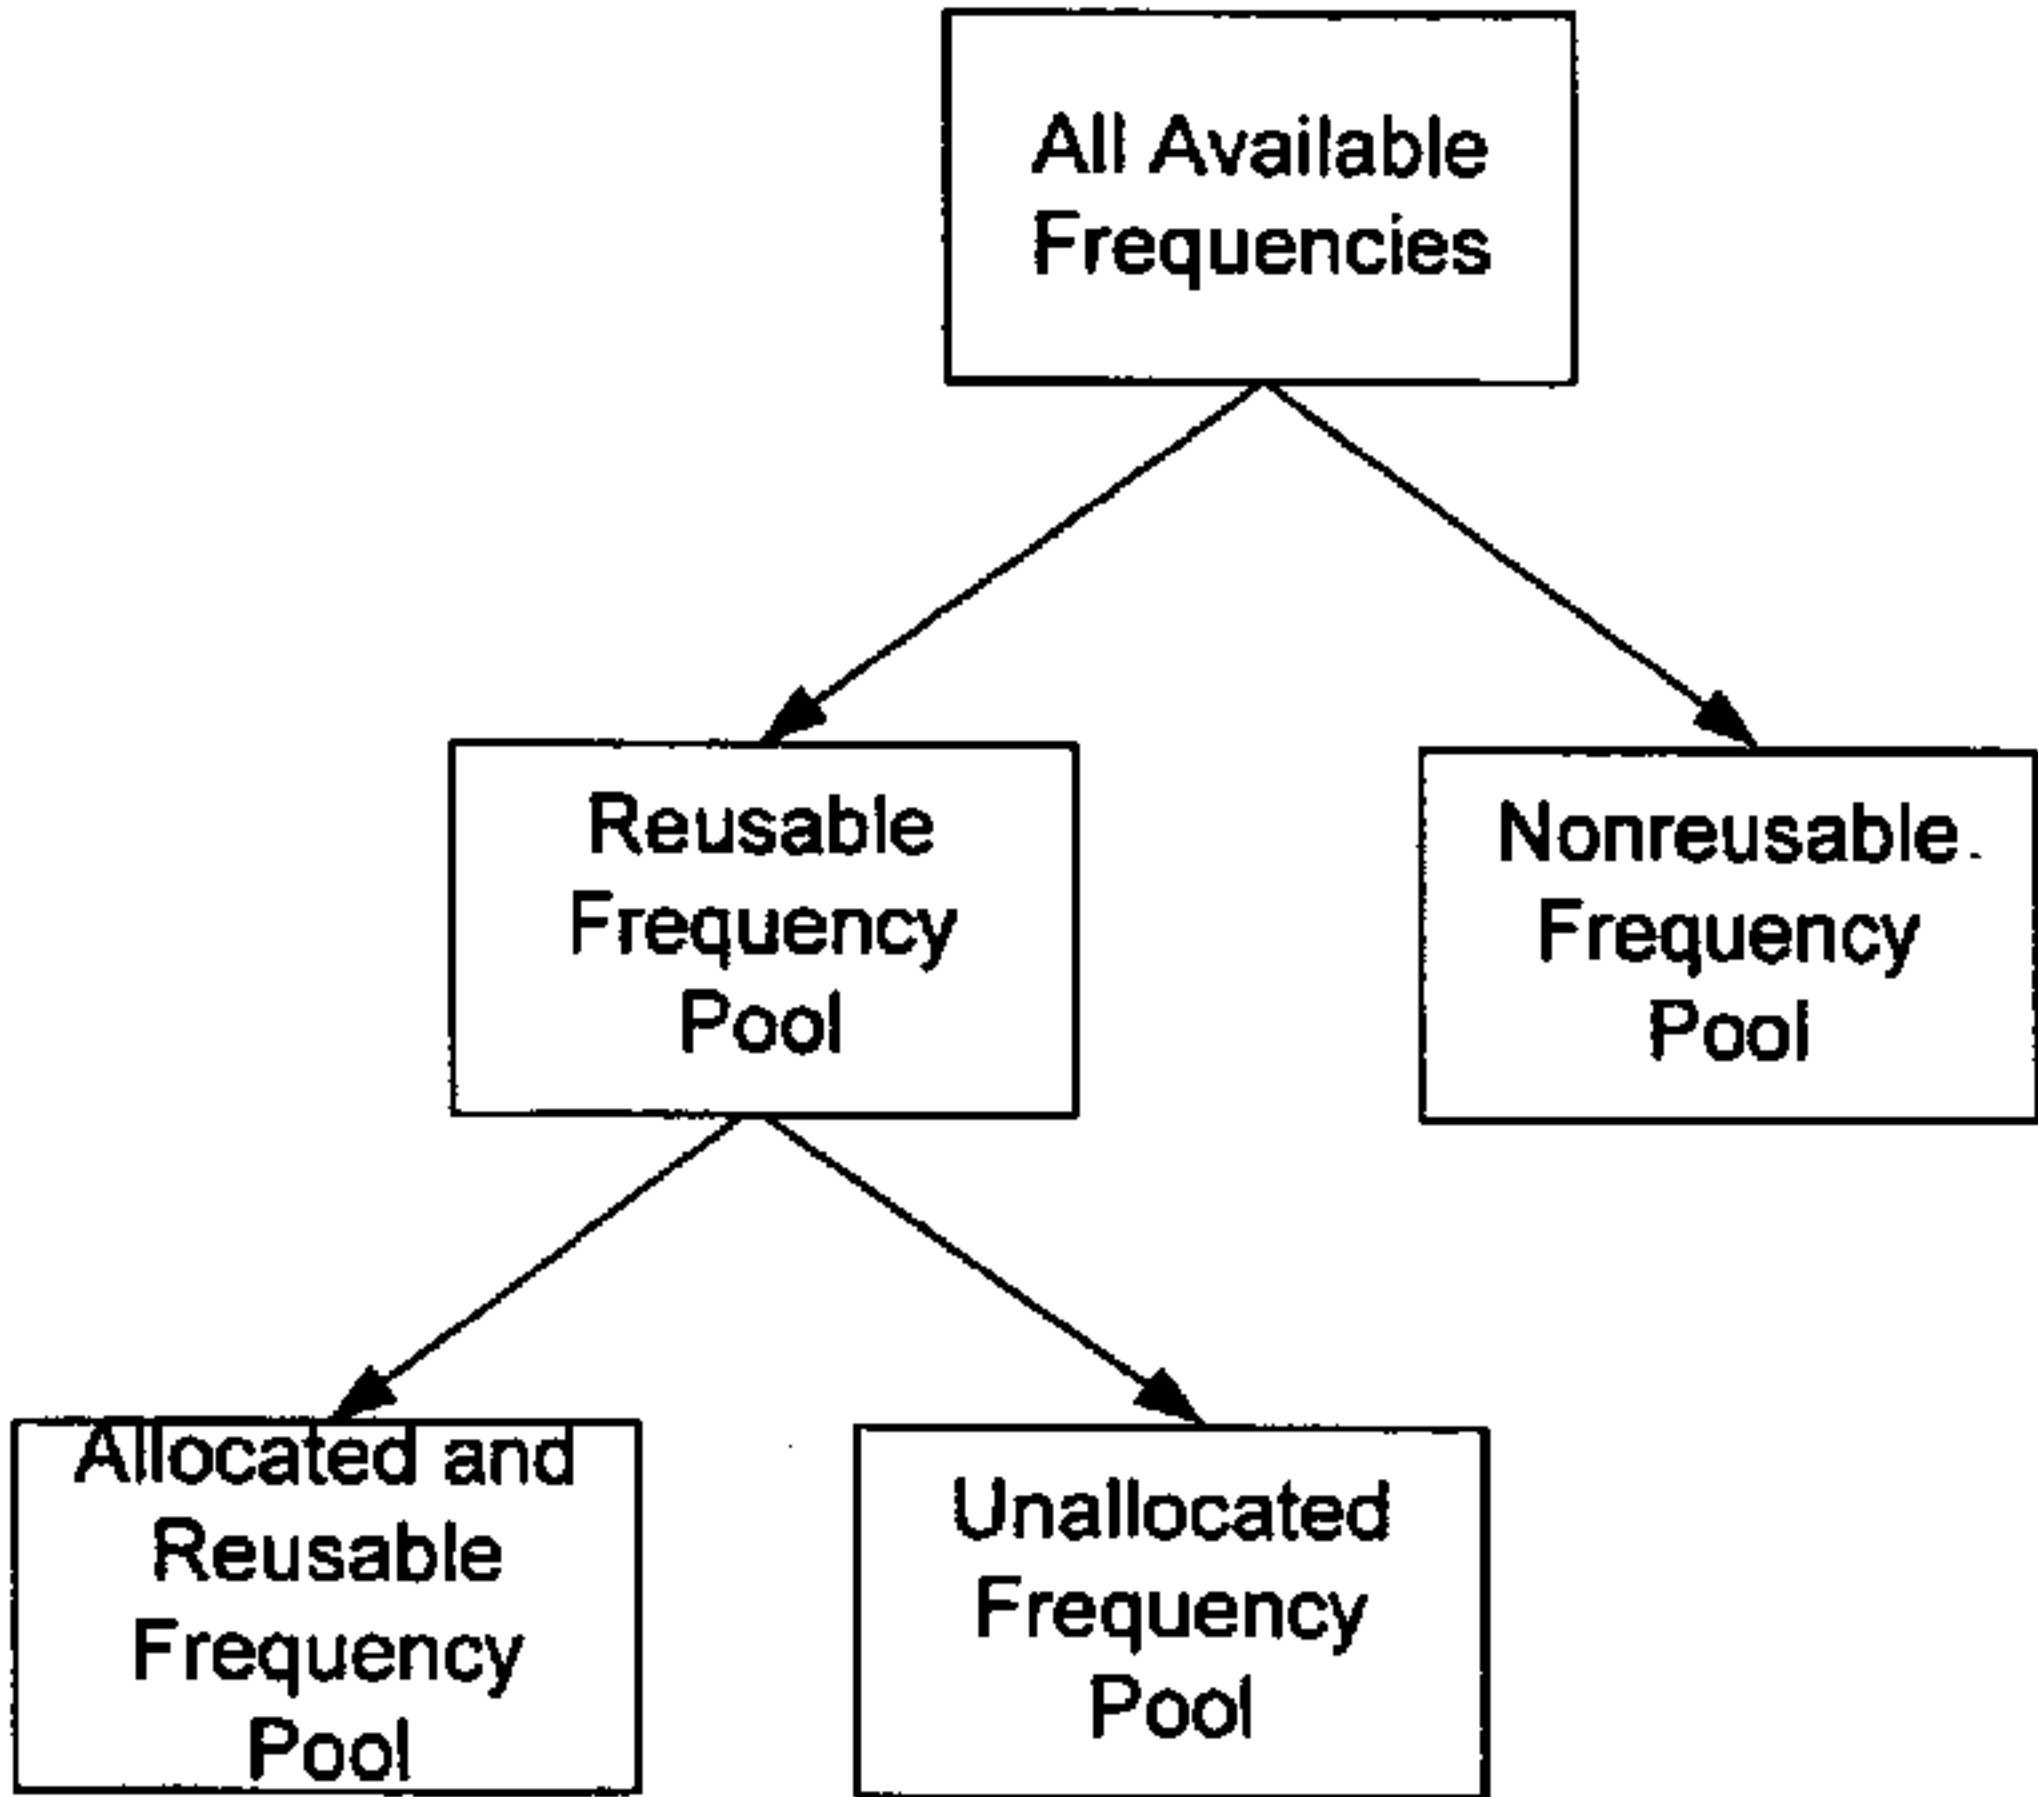 All Available
Frequencies
Reusable
Frequency
Pool
Nonreusable
Frequency
Pool
Allocated and
Reusable
Frequency
Pool
Unallocated
Frequency
Pool